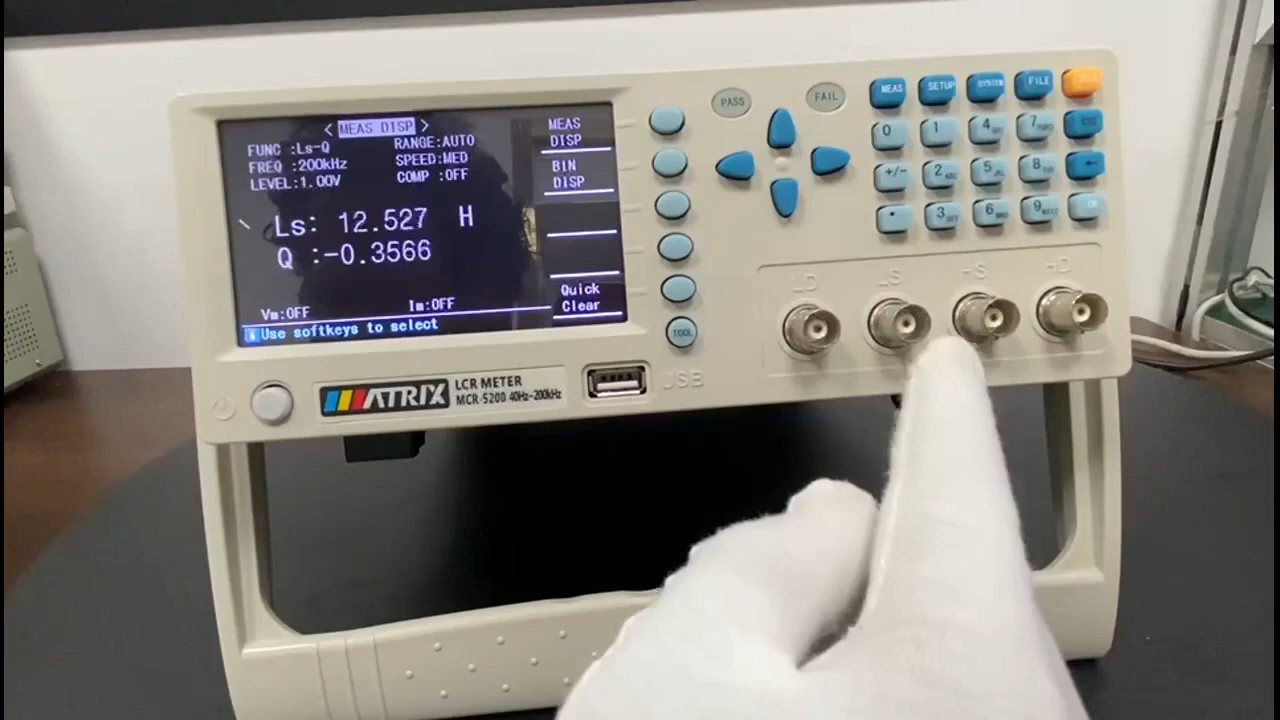 < MEAS DISP >
FUNC :Ls-Q
RANGE:AUTO
FREQ :200kHz
SPEED:MED
LEVEL:1.00V
COMP :OFF
Ls: 12.527 H
Q :-0.3566
Vm:OFF
Im:OFF
Use softkeys to select
MEAS
DISP
BIN
DISP
Quick
Clear
TOOL
PASS
FAIL
MEAS
SETUP
SYSTEM
FILE
0
1
4
7
+/-
2
5
8
←
.
3
6
9
LD
LS
HS
HD
MATRIX
LCR METER
MCR-5200 40Hz-200kHz
USB